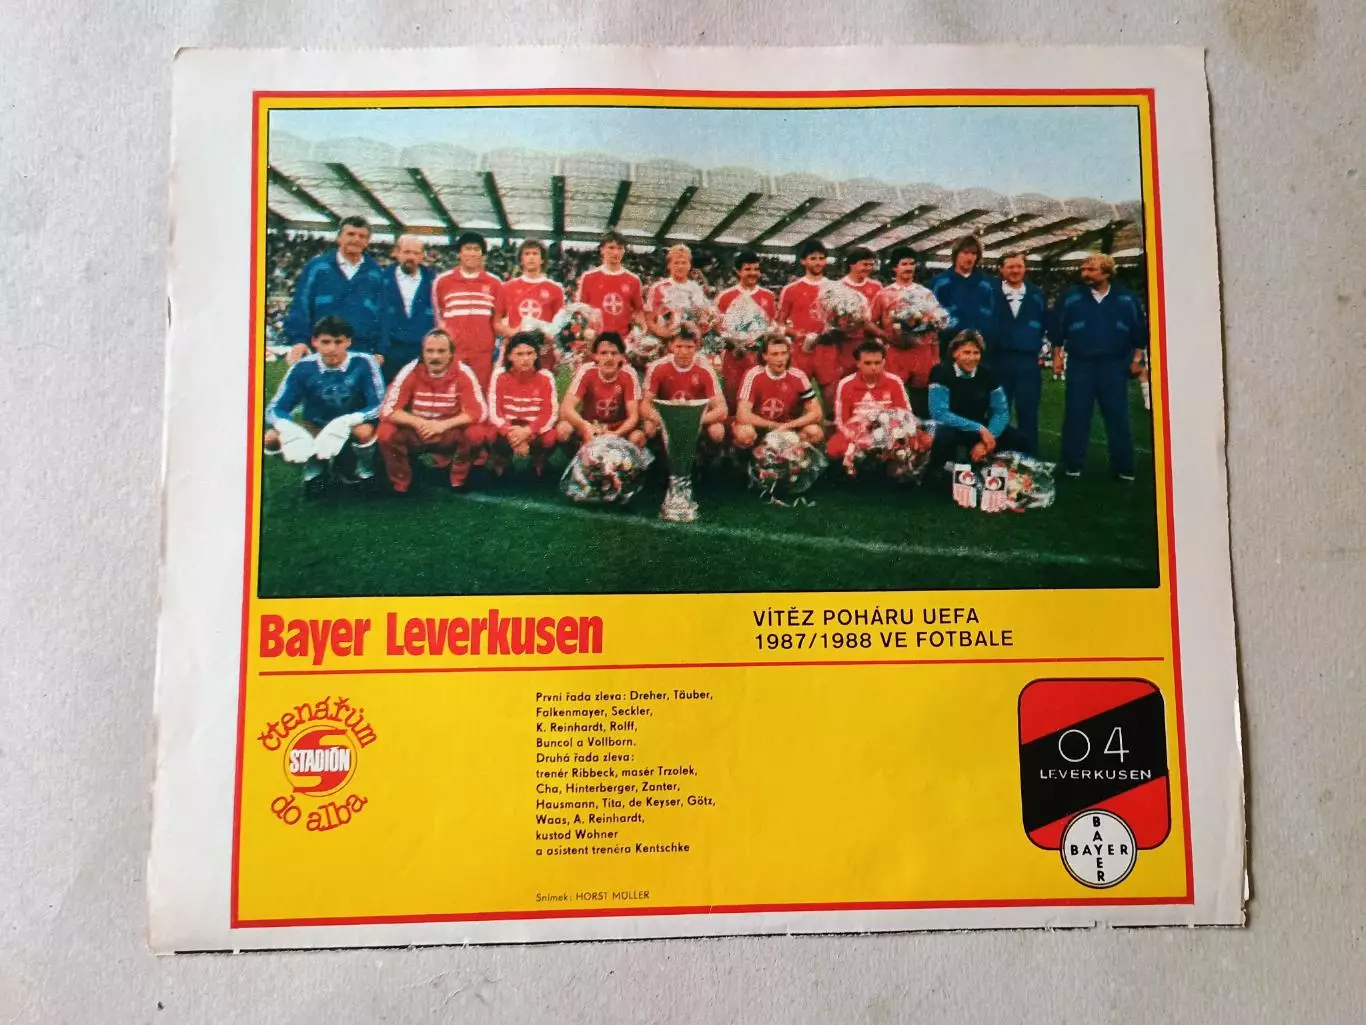 Bayer Leverkusen
VÍTĚZ POHÁRU UEFA
1987/1988 VE FOTBALE
čtenářům
STADIÓN
do alba
První řada zleva: Dreher, Täuber,
Falkenmayer, Seckler,
K. Reinhardt, Rolff,
Buncol a Vollborn.
Druhá řada zleva:
trenér Ribbeck, masér Trzolek,
Cha, Hinterberger, Zanter,
Hausmann, Tita, de Keyser, Götz,
Waas, A. Reinhardt,
kustod Wohner
a asistent trenéra Kentschke
Snímek: HORST MÜLLER
04
LEVERKUSEN
BAYER
BAYER